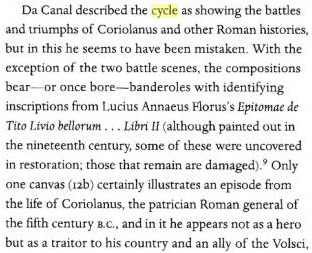 Da Canal described the cycle as showing the battles
and triumphs of Coriolanus and other Roman histories,
but in this he seems to have been mistaken. With the
exception of the two battle scenes, the compositions
bear—or once bore—banderoles with identifying
inscriptions from Lucius Annaeus Florus's Epitomae de
Tito Livio bellorum . . . Libri II (although painted out in
the nineteenth century, some of these were uncovered
in restoration; those that remain are damaged).⁹ Only
one canvas (12b) certainly illustrates an episode from
the life of Coriolanus, the patrician Roman general of
the fifth century B.C., and in it he appears not as a hero
but as a traitor to his country and an ally of the Volsci,